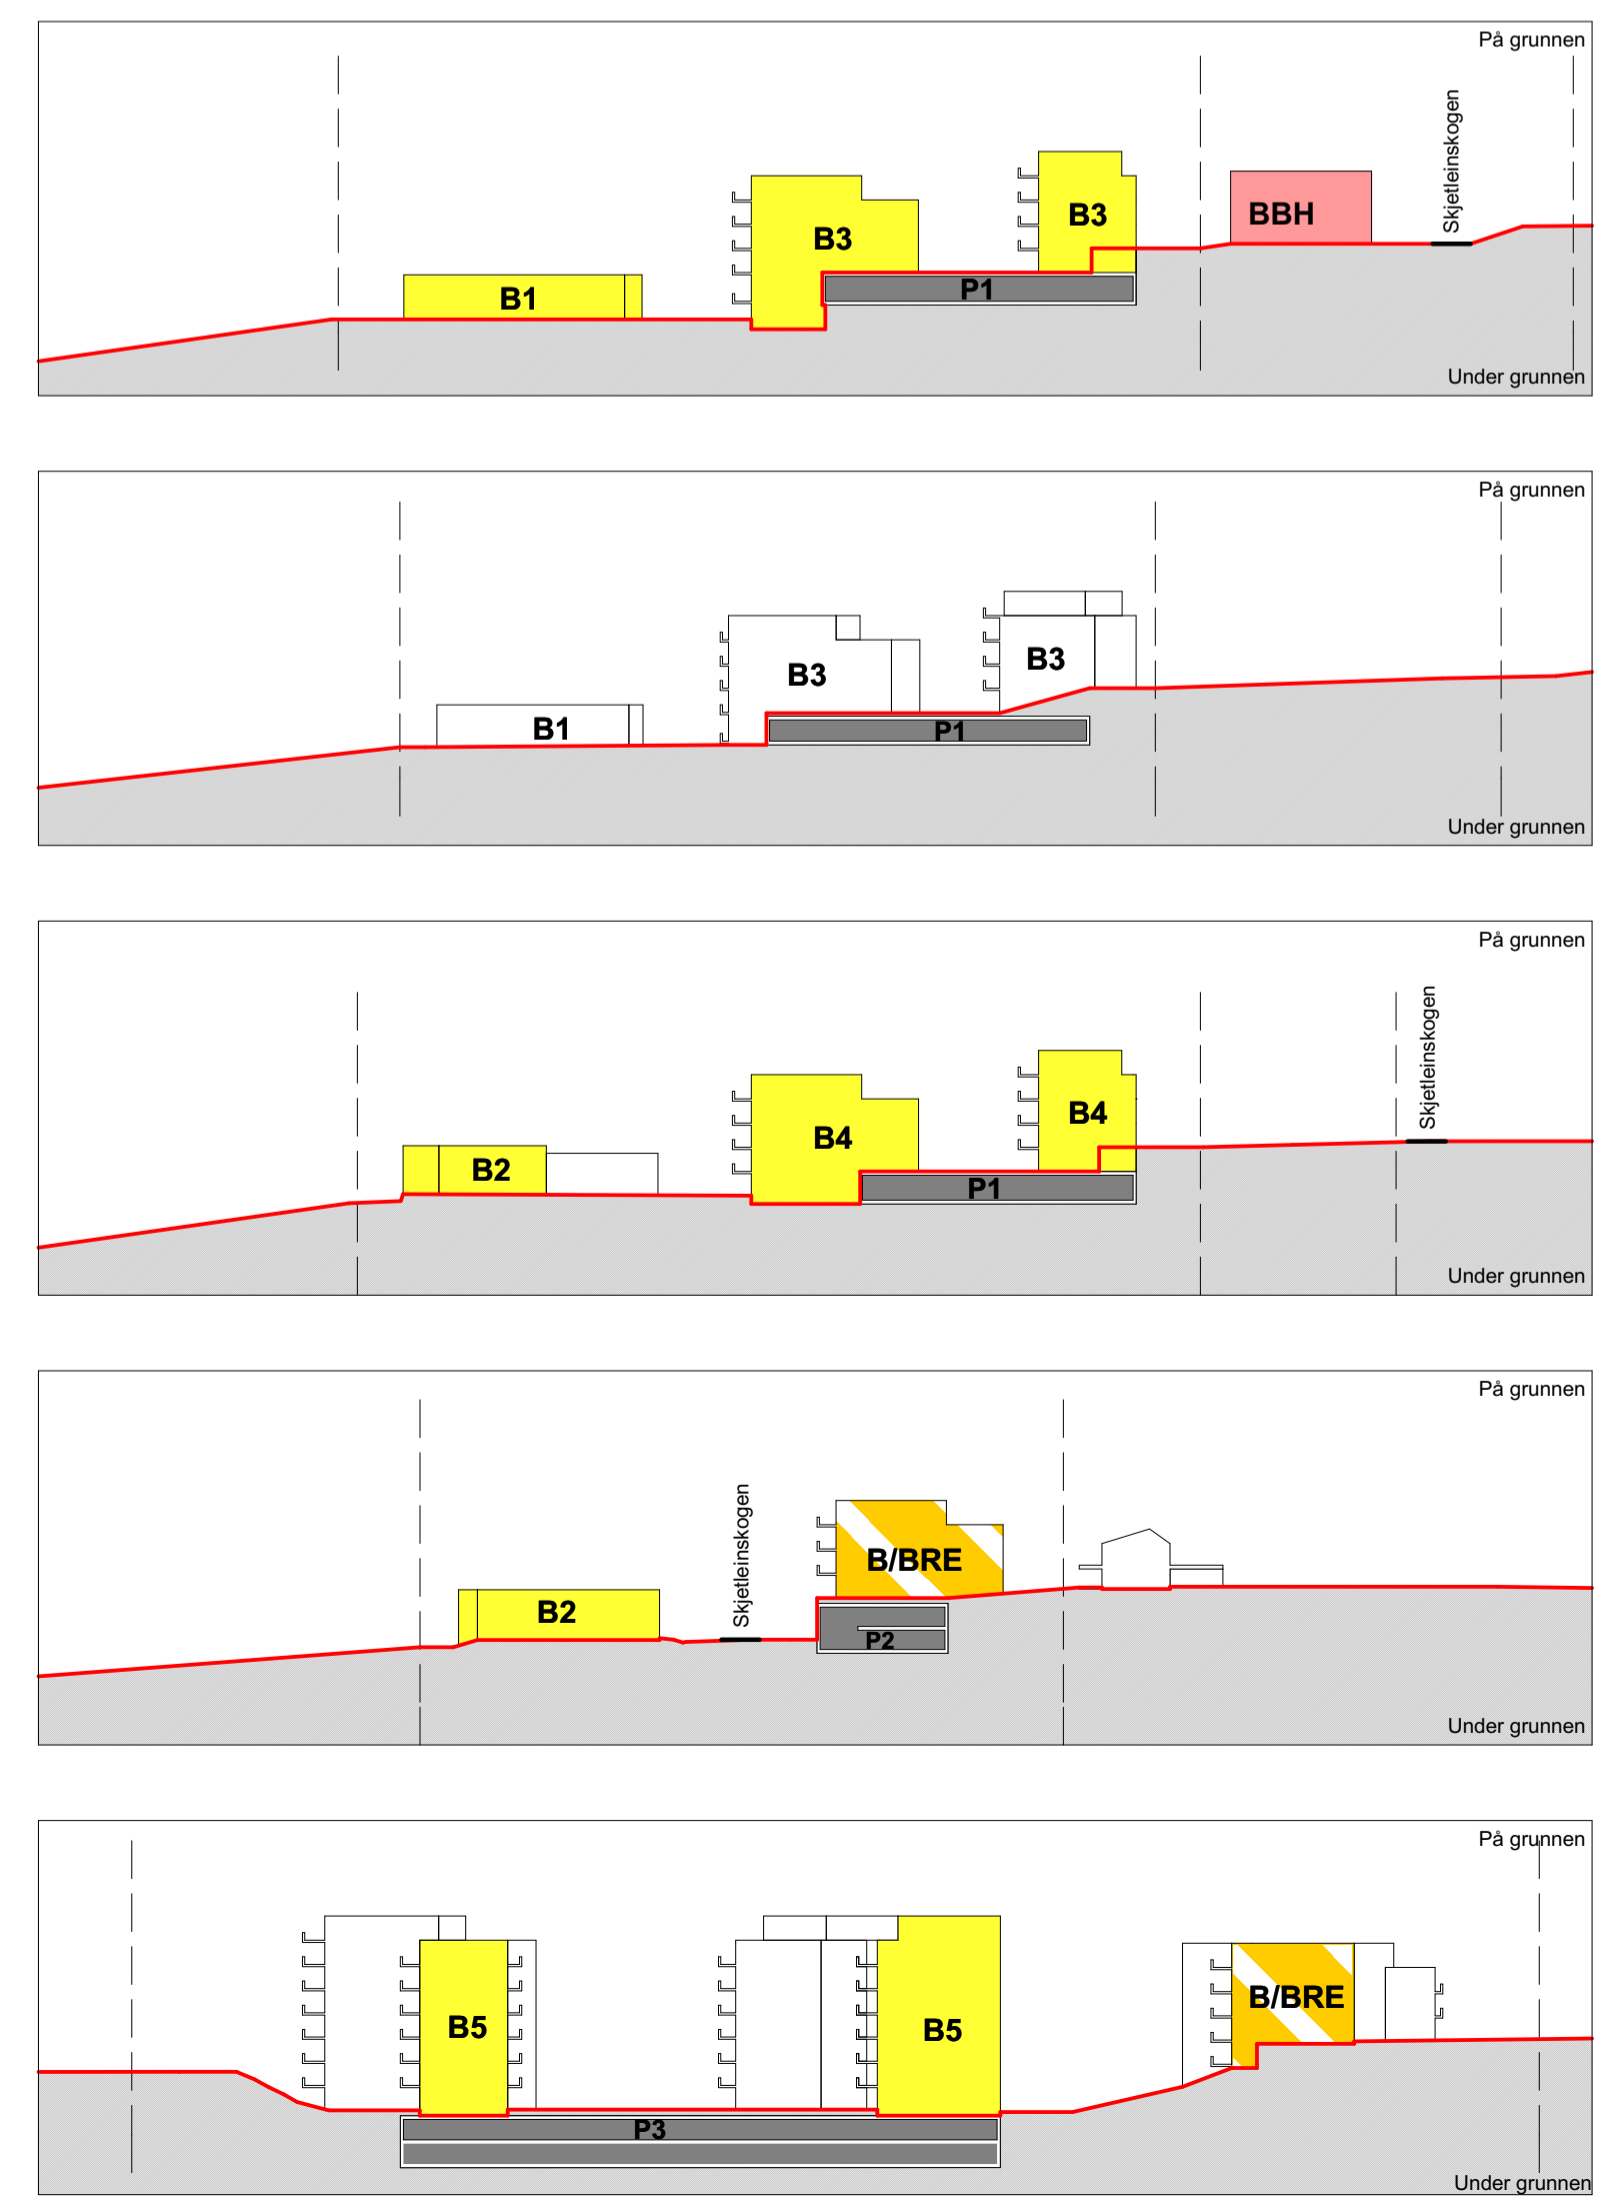 På grunnen
Skjetleinskogen
B3
B3
BBH
B1
P1
Under grunnen
På grunnen
B3
B3
B1
P1
Under grunnen
På grunnen
Skjetleinskogen
B4
B4
B2
P1
Under grunnen
På grunnen
Skjetleinskogen
B/BRE
B2
P2
Under grunnen
På grunnen
B/BRE
B5
B5
P3
Under grunnen